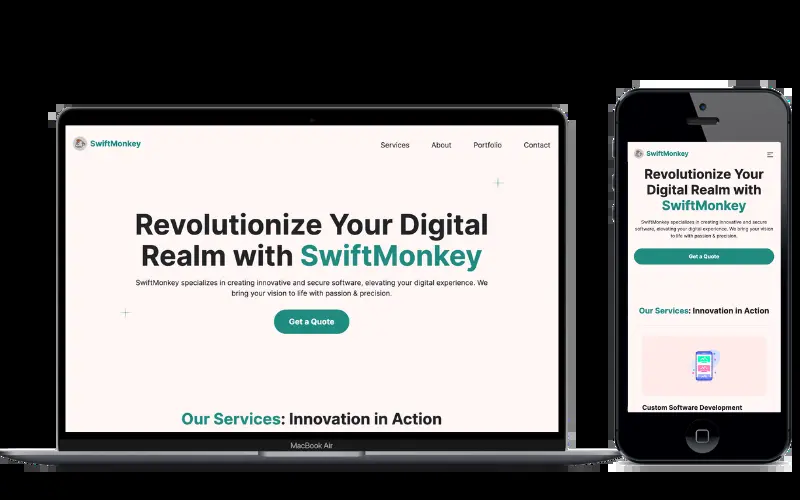 SwiftMonkey
Services About Portfolio Contact
Revolutionize Your Digital
Realm with SwiftMonkey
SwiftMonkey specializes in creating innovative and secure software, elevating your digital experience. We
bring your vision to life with passion & precision.
Get a Quote
Our Services: Innovation in Action
MacBook Air
SwiftMonkey
Revolutionize Your
Digital Realm with
SwiftMonkey
SwiftMonkey specializes in creating innovative and secure
software, elevating your digital experience. We bring your vision
to life with passion & precision.
Get a Quote
Our Services: Innovation in Action
Custom Software Development